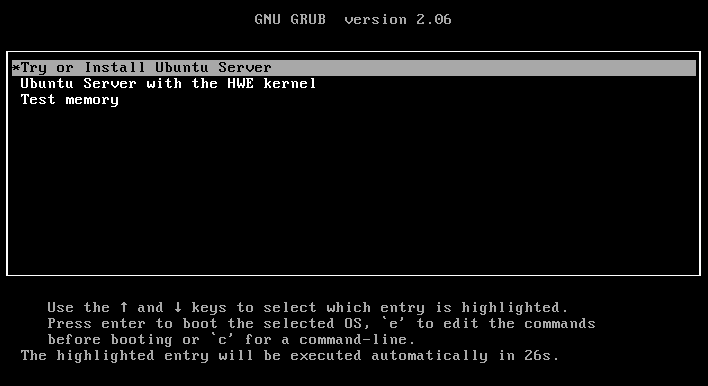 GNU GRUB  version 2.06
*Try or Install Ubuntu Server
Ubuntu Server with the HWE kernel
Test memory
Use the ↑ and ↓ keys to select which entry is highlighted.
Press enter to boot the selected OS, `e' to edit the commands
before booting or `c' for a command-line.
The highlighted entry will be executed automatically in 26s.